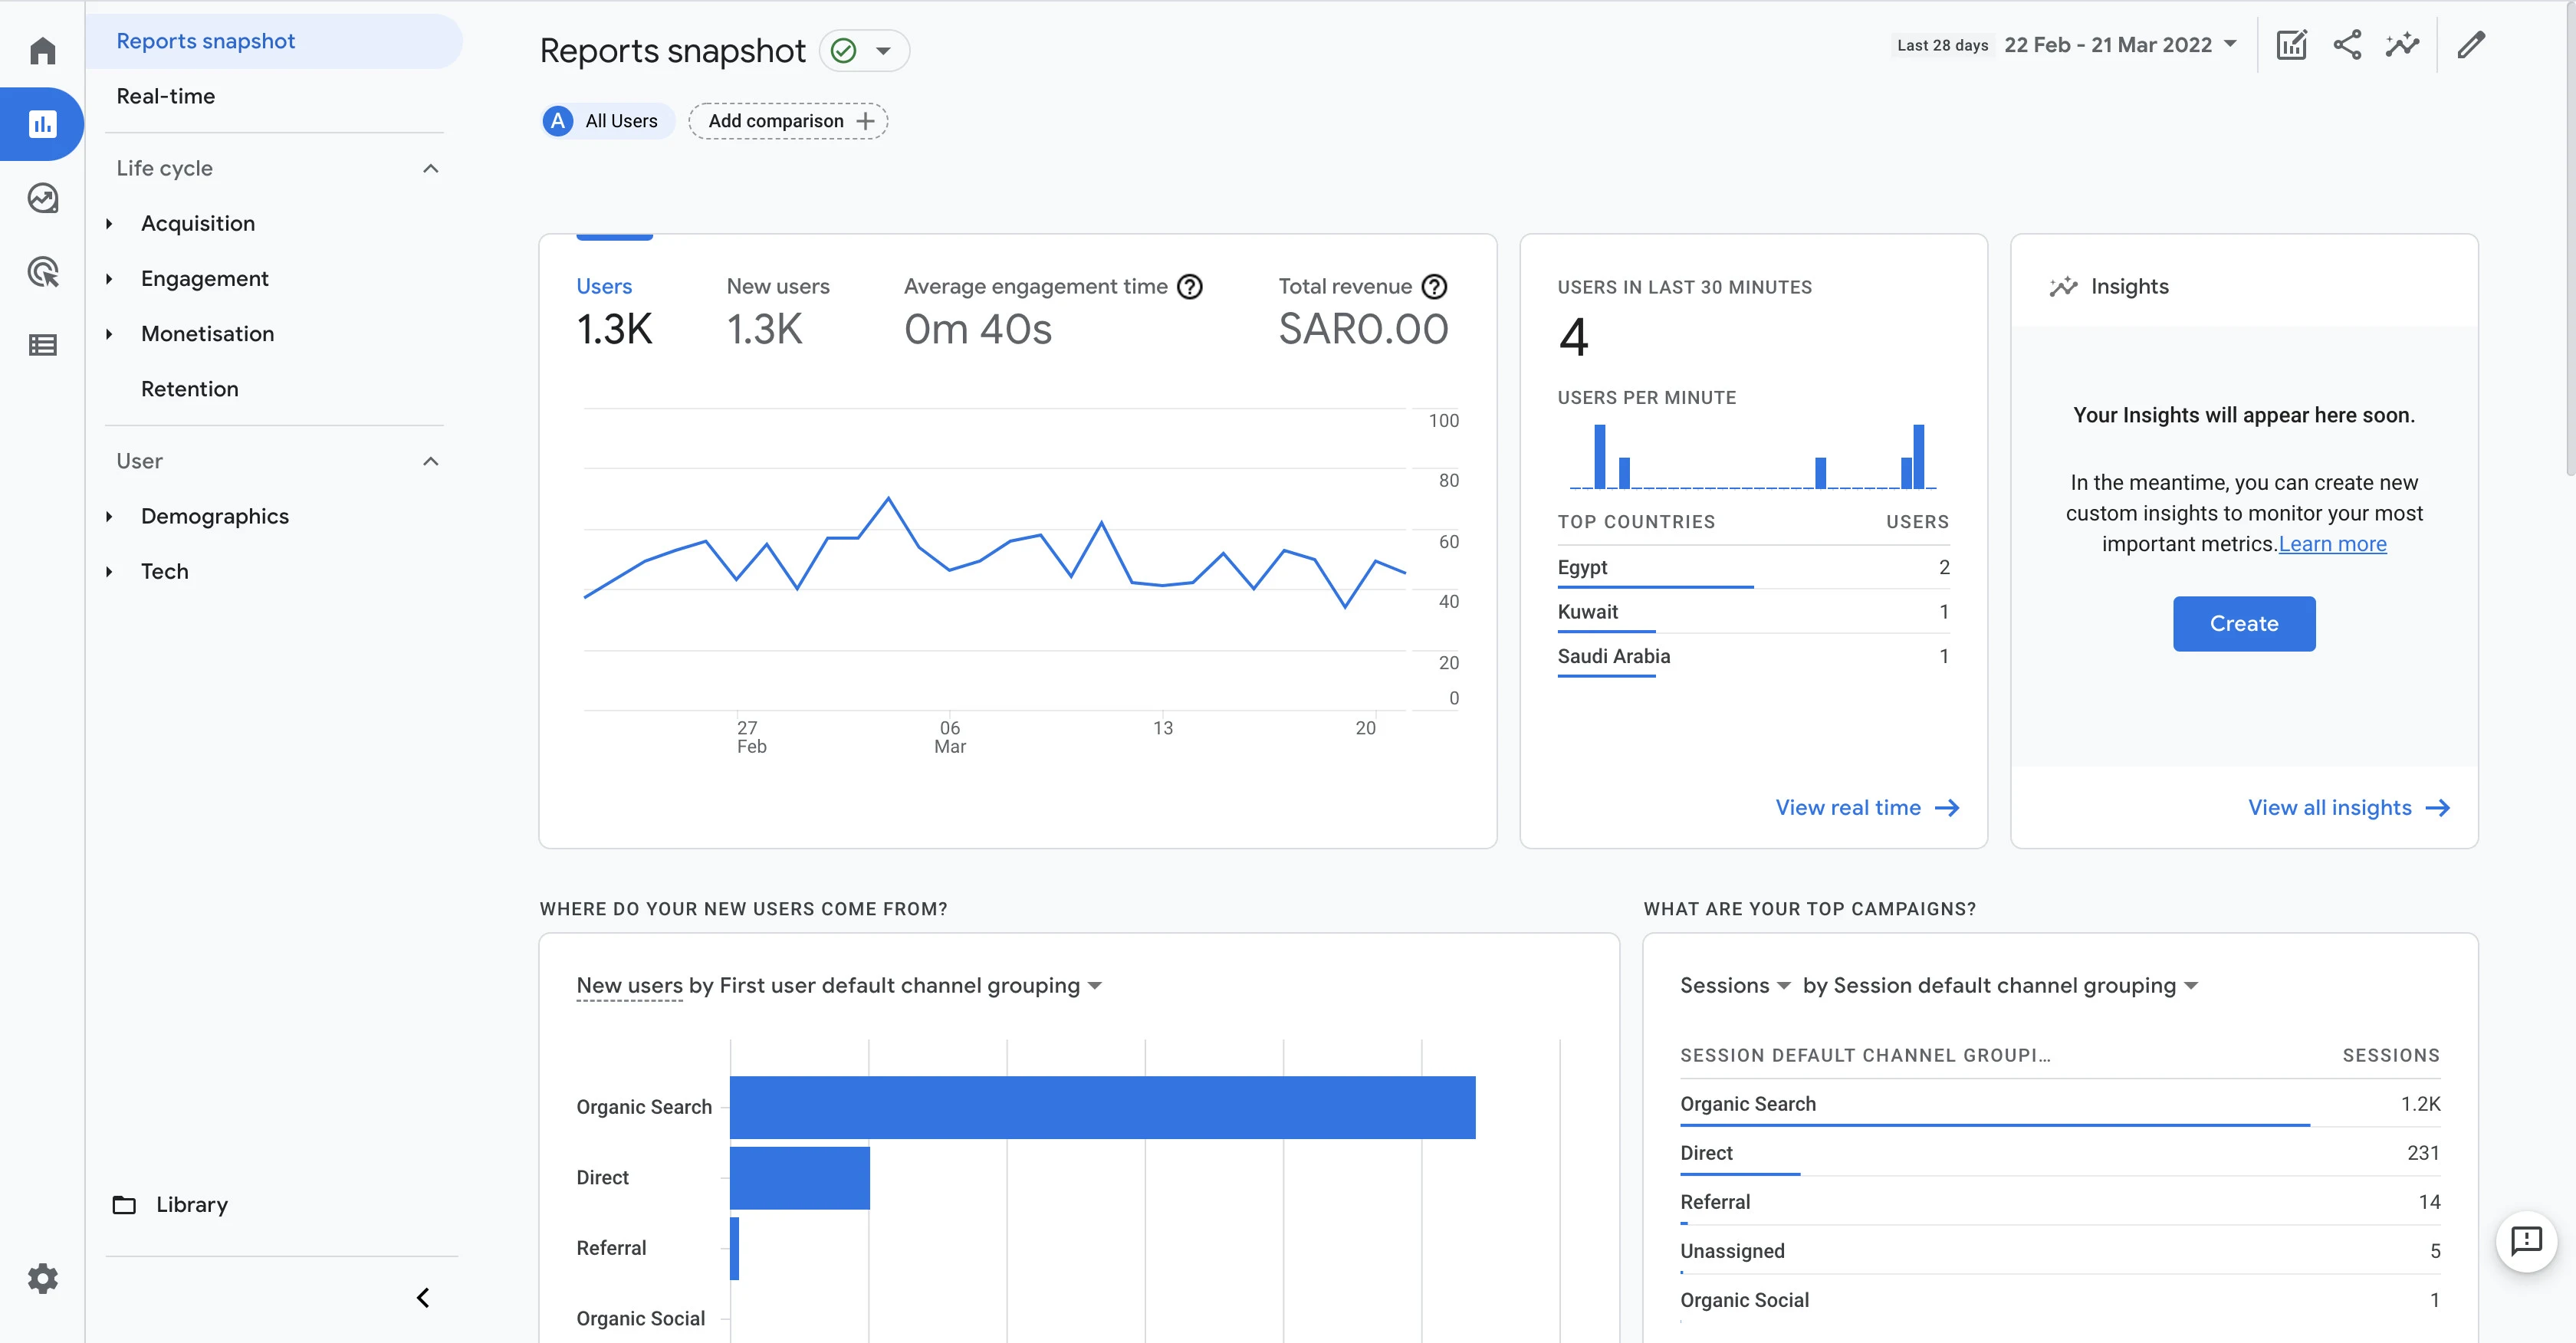 Reports snapshot
Real-time
Life cycle
Acquisition
Engagement
Monetisation
Retention
User
Demographics
Tech
Library
Reports snapshot
Last 28 days 22 Feb - 21 Mar 2022
A All Users
Add comparison
Users
1.3K
New users
1.3K
Average engagement time
0m 40s
Total revenue
SAR0.00
100
80
60
40
20
0
27
Feb
06
Mar
13
20
USERS IN LAST 30 MINUTES
4
USERS PER MINUTE
TOP COUNTRIES USERS
Egypt 2
Kuwait 1
Saudi Arabia 1
View real time
Insights
Your Insights will appear here soon.
In the meantime, you can create new
custom insights to monitor your most
important metrics.Learn more
Create
View all insights
WHERE DO YOUR NEW USERS COME FROM?
New users by First user default channel grouping
Organic Search
Direct
Referral
Organic Social
WHAT ARE YOUR TOP CAMPAIGNS?
Sessions by Session default channel grouping
SESSION DEFAULT CHANNEL GROUPI… SESSIONS
Organic Search 1.2K
Direct 231
Referral 14
Unassigned 5
Organic Social 1